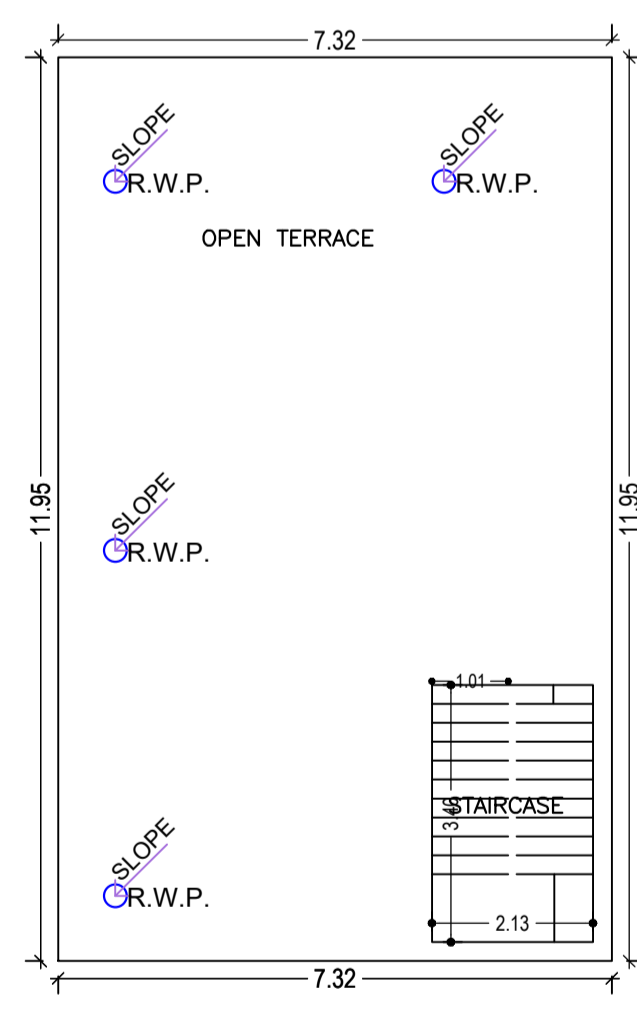 7.32
SLOPE
R.W.P.
SLOPE
R.W.P.
OPEN TERRACE
11.95
11.95
SLOPE
R.W.P.
1.01
STAIRCASE
SLOPE
R.W.P.
2.13
7.32